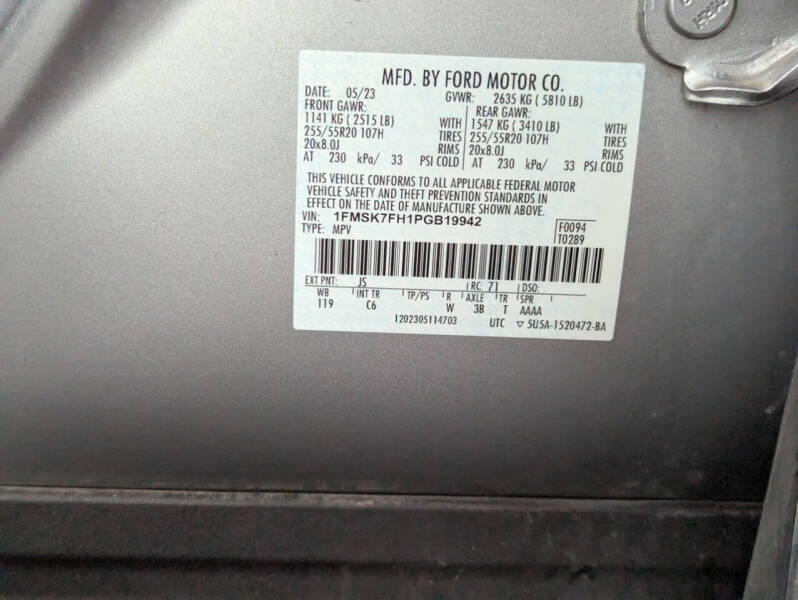 MFD. BY FORD MOTOR CO.
DATE: 05/23 GVWR: 2635 KG ( 5810 LB)
FRONT GAWR: REAR GAWR:
1141 KG ( 2515 LB) WITH 1547 KG ( 3410 LB) WITH
255/55R20 107H TIRES 255/55R20 107H TIRES
20x8.0J RIMS 20x8.0J RIMS
AT 230 kPa/ 33 PSI COLD AT 230 kPa/ 33 PSI COLD
THIS VEHICLE CONFORMS TO ALL APPLICABLE FEDERAL MOTOR
VEHICLE SAFETY AND THEFT PREVENTION STANDARDS IN
EFFECT ON THE DATE OF MANUFACTURE SHOWN ABOVE.
VIN: 1FMSK7FH1PGB19942 F0094
TYPE: MPV T0289
EXT PNT: JS RC: 71 DSO:
WB INT TR TP/PS R AXLE TR SPR
119 C6 W 3B T AAAA
1202305114703 UTC ▽ 5U5A-1520472-BA